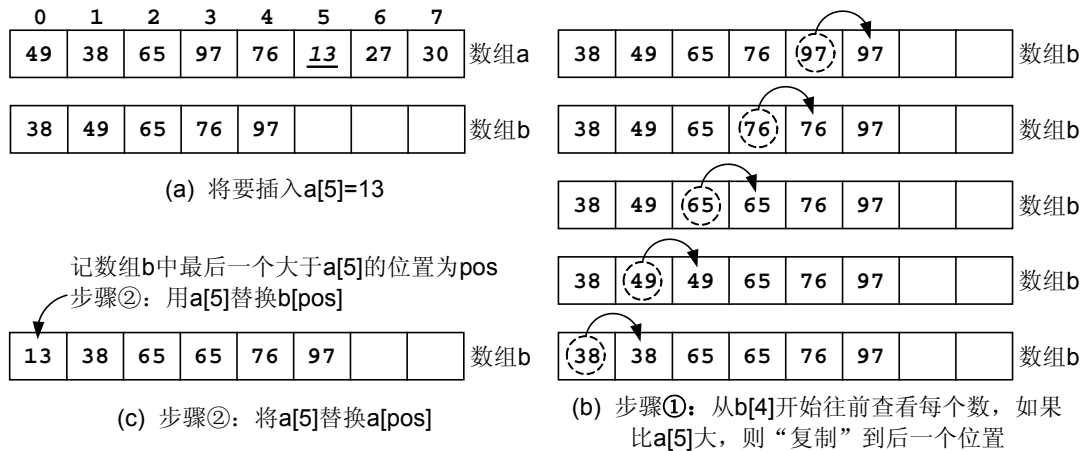 0 1 2 3 4 5 6 7
49 38 65 97 76 13 27 30 数组a
38 49 65 76 97 数组b
(a) 将要插入a[5]=13
记数组b中最后一个大于a[5]的位置为pos
步骤②：用a[5]替换b[pos]
13 38 65 65 76 97 数组b
(c) 步骤②：将a[5]替换a[pos]
38 49 65 76 97 97 数组b
38 49 65 76 76 97 数组b
38 49 65 65 76 97 数组b
38 49 49 65 76 97 数组b
38 38 65 65 76 97 数组b
(b) 步骤①：从b[4]开始往前查看每个数，如果
比a[5]大，则“复制”到后一个位置